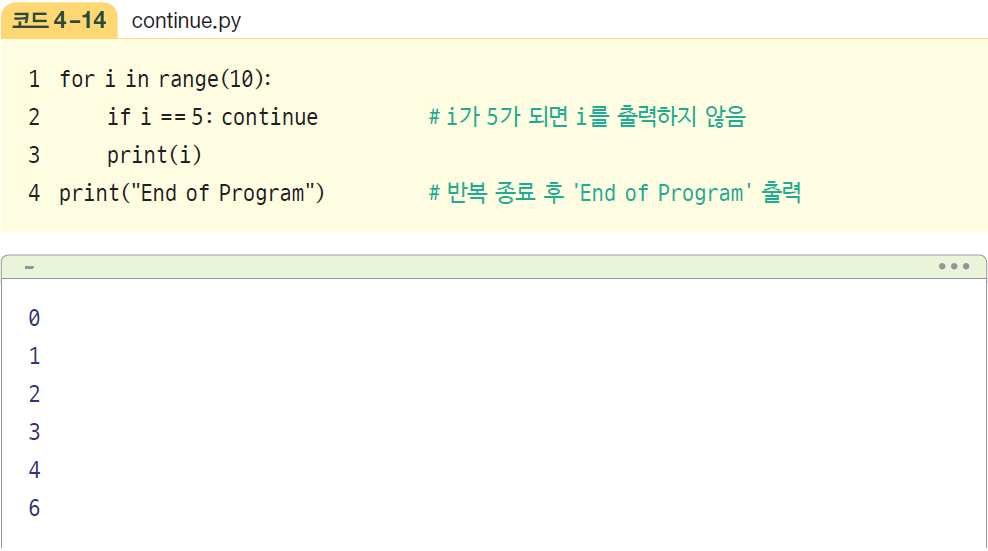 코드 4-14 continue.py
1 for i in range(10):
2 if i == 5: continue # i가 5가 되면 i를 출력하지 않음
3 print(i)
4 print("End of Program") # 반복 종료 후 'End of Program' 출력
0
1
2
3
4
6